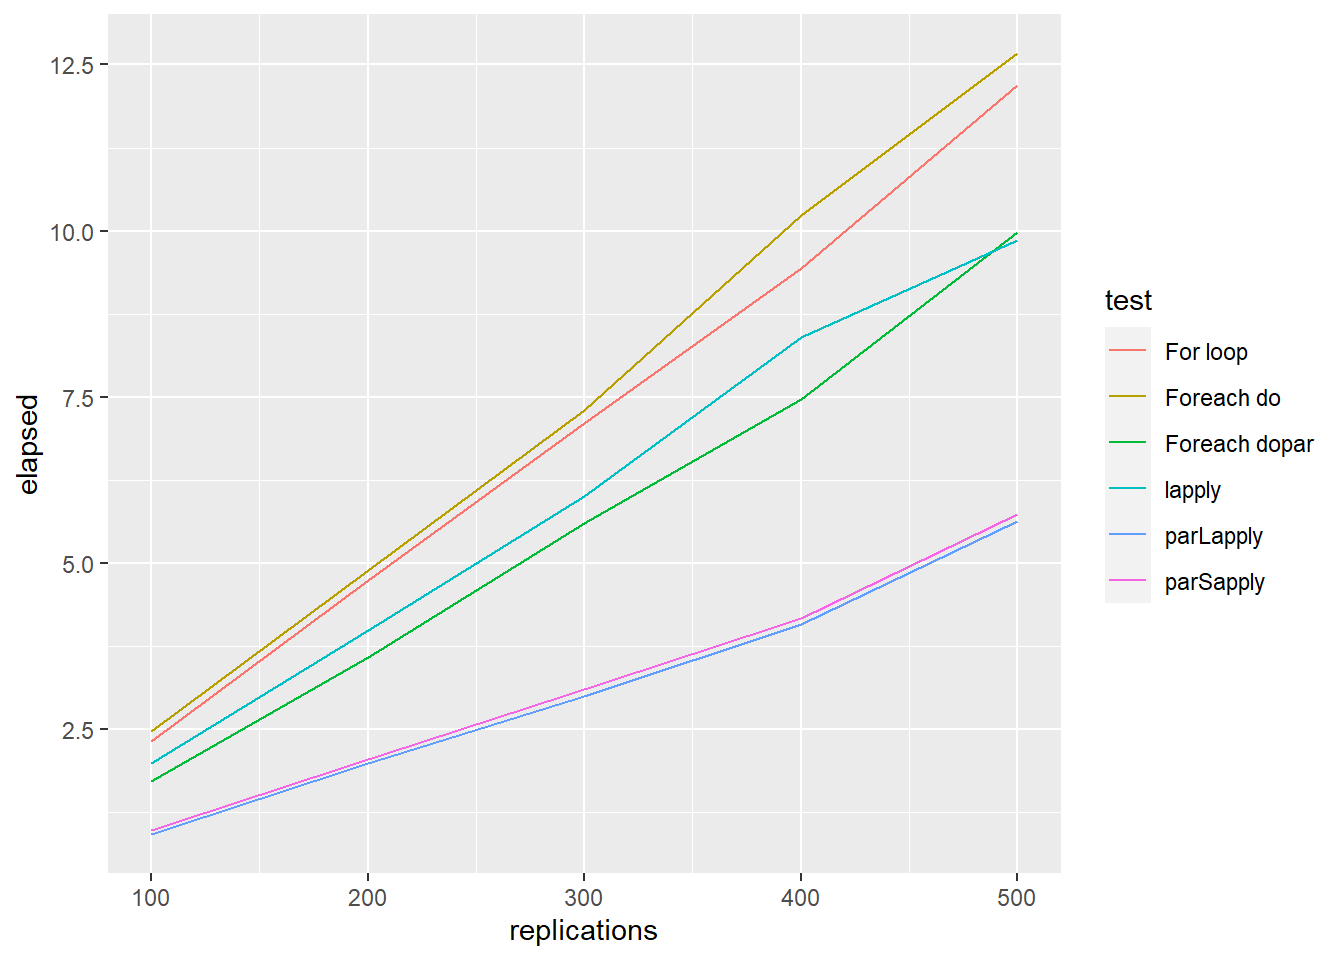 12.5
10.0
7.5
5.0
2.5
elapsed
100 200 300 400 500
replications
test
For loop
Foreach do
Foreach dopar
lapply
parLapply
parSapply